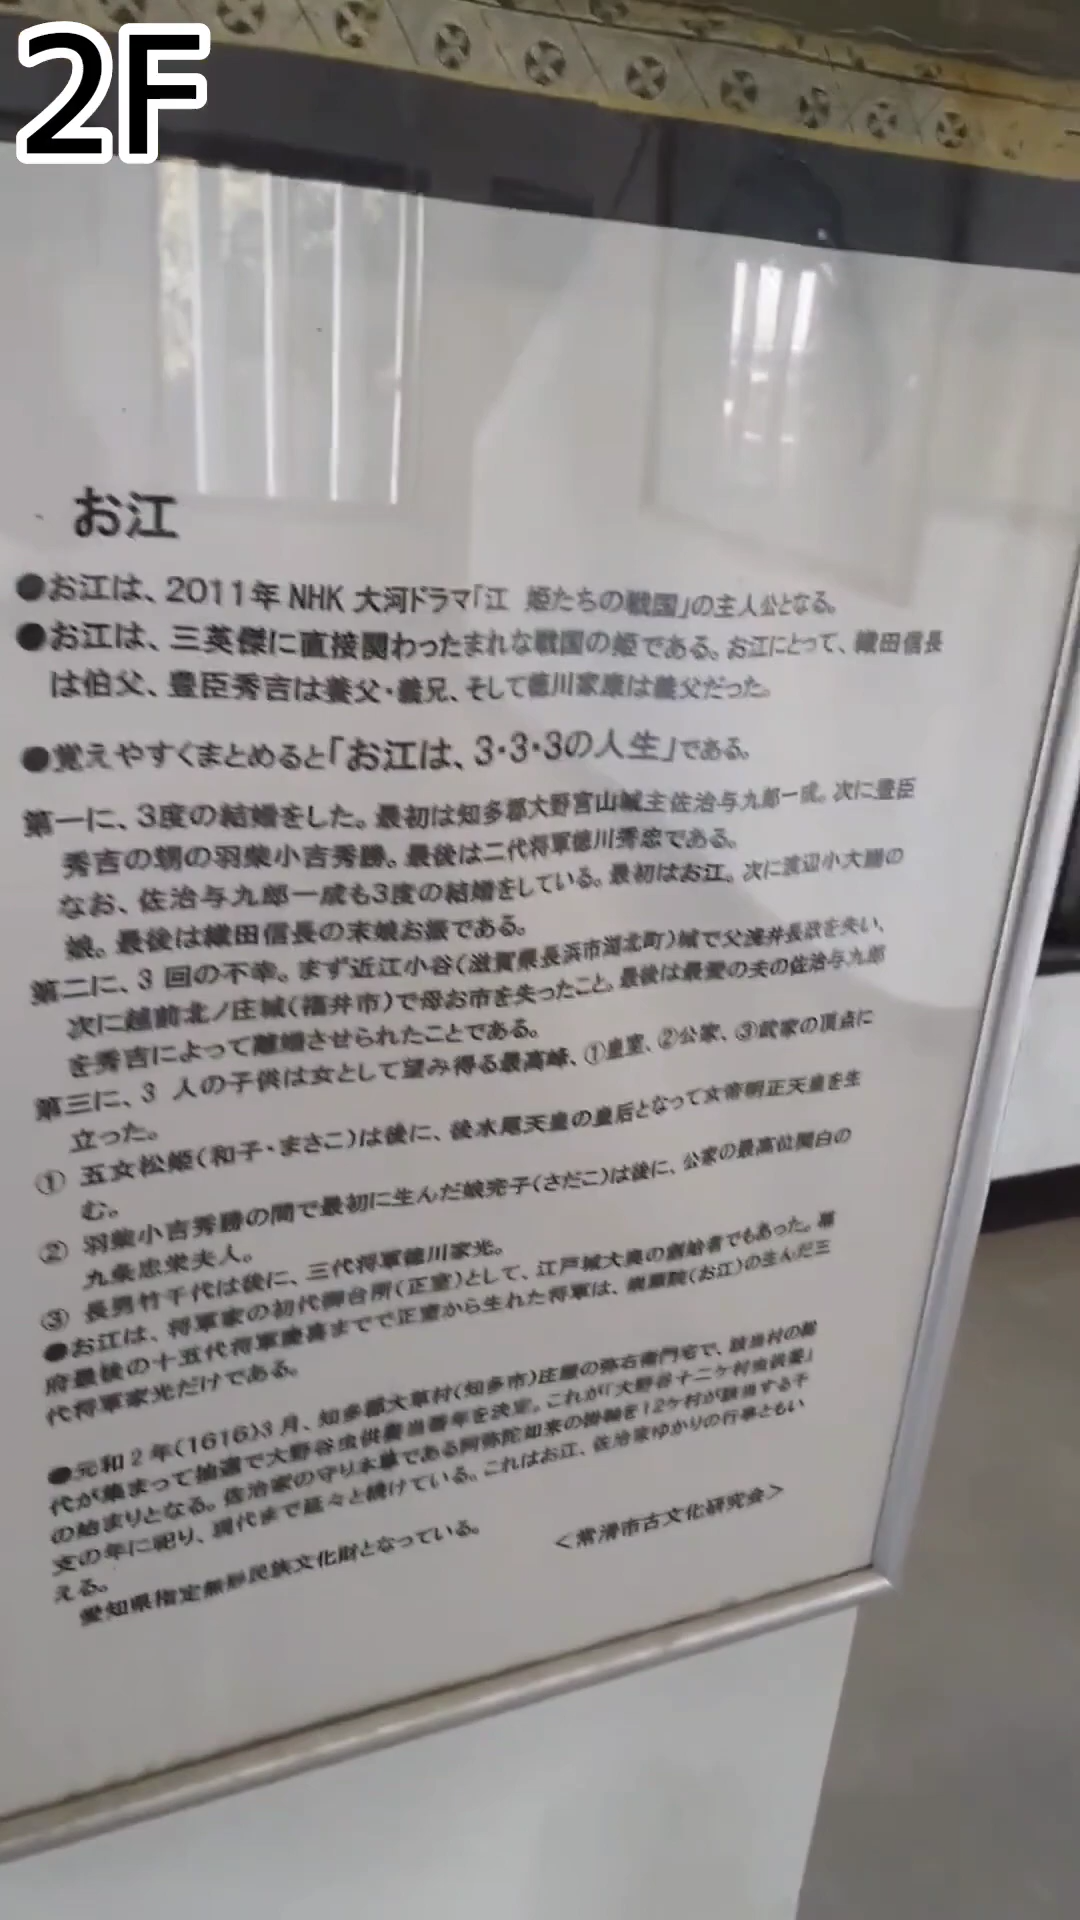 2F
お江
●お江は、2011年 NHK 大河ドラマ「江 姫たちの戦国」の主人公となる。
●お江は、三英傑に直接関わったまれな戦国の姫である。お江にとって、織田信長
は伯父、豊臣秀吉は養父・義兄、そして徳川家康は義父だった。
●覚えやすくまとめると「お江は、3・3・3の人生」である。
第一に、3度の結婚をした。最初は知多郡大野宮山城主佐治与九郎一成。次に豊臣
秀吉の甥の羽柴小吉秀勝。最後は二代将軍徳川秀忠である。
なお、佐治与九郎一成も3度の結婚をしている。最初はお江。次に渡辺小大膳の
娘。最後は織田信長の末娘お振である。
第二に、3 回の不幸。まず近江小谷(滋賀県長浜市湖北町)城で父浅井長政を失い、
次に越前北ノ庄城(福井市)で母お市を失ったこと。最後は最愛の夫の佐治与九郎
を秀吉によって離婚させられたことである。
第三に、3 人の子供は女として望み得る最高峰、①皇室、②公家、③武家の頂点に
立った。
① 五女松姫(和子・まさこ)は後に、後水尾天皇の皇后となって女帝明正天皇を生
む。
② 羽柴小吉秀勝の間で最初に生んだ娘完子(さだこ)は後に、公家の最高位関白の
九条忠栄夫人。
③ 長男竹千代は後に、三代将軍徳川家光。
●お江は、将軍家の初代御台所(正室)として、江戸城大奥の創始者でもあった。幕
府最後の十五代将軍慶喜までで正室から生れた将軍は、崇源院(お江)の生んだ三
代将軍家光だけである。
●元和2年(1616)3月、知多郡大草村(知多市)庄屋の弥右衛門宅で、該当村の総
代が集まって抽選で大野谷虫供養当番年を決定。これが「大野谷十二ケ村虫供養」
の始まりとなる。佐治家の守り本尊である阿弥陀如来の掛軸を12ケ村が該当する干
支の年に祀り、現代まで延々と続けている。これはお江、佐治家ゆかりの行事ともい
える。
愛知県指定無形民族文化財となっている。
<常滑市古文化研究会>